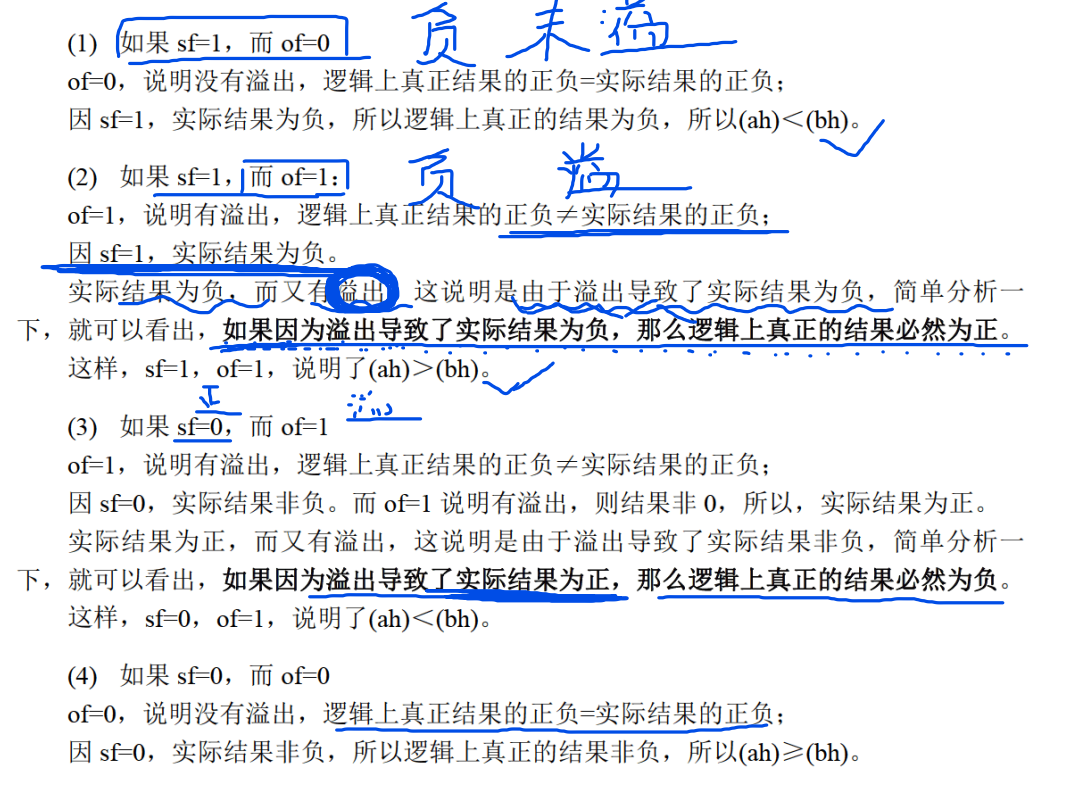 负 未 溢
(1) 如果 sf=1，而 of=0
of=0，说明没有溢出，逻辑上真正结果的正负=实际结果的正负；
因 sf=1，实际结果为负，所以逻辑上真正的结果为负，所以(ah)＜(bh)。
负 溢
(2) 如果 sf=1，而 of=1：
of=1，说明有溢出，逻辑上真正结果的正负≠实际结果的正负；
因 sf=1，实际结果为负。
实际结果为负，而又有溢出，这说明是由于溢出导致了实际结果为负，简单分析一
下，就可以看出，如果因为溢出导致了实际结果为负，那么逻辑上真正的结果必然为正。
这样，sf=1，of=1，说明了(ah)＞(bh)。
正
(3) 如果 sf=0，而 of=1
of=1，说明有溢出，逻辑上真正结果的正负≠实际结果的正负；
因 sf=0，实际结果非负。而 of=1 说明有溢出，则结果非 0，所以，实际结果为正。
实际结果为正，而又有溢出，这说明是由于溢出导致了实际结果非负，简单分析一
下，就可以看出，如果因为溢出导致了实际结果为正，那么逻辑上真正的结果必然为负。
这样，sf=0，of=1，说明了(ah)＜(bh)。
(4) 如果 sf=0，而 of=0
of=0，说明没有溢出，逻辑上真正结果的正负=实际结果的正负；
因 sf=0，实际结果非负，所以逻辑上真正的结果非负，所以(ah)≥(bh)。